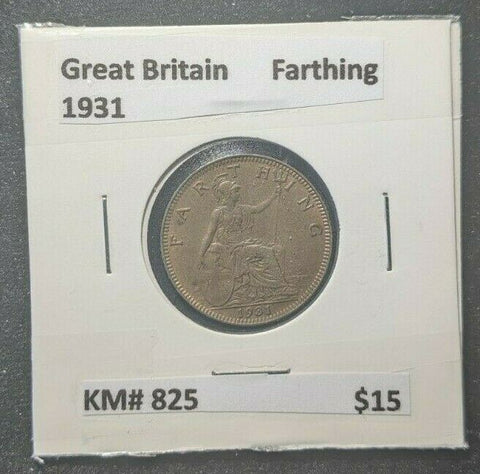 Great Britain Farthing
1931
FARTHING
1931
KM# 825 $15